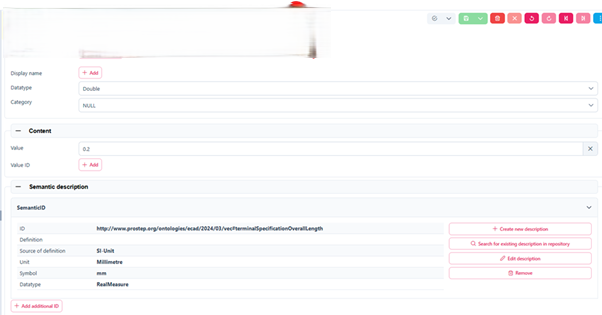 Display name
+ Add
Datatype
Double
Category
NULL
Content
Value
0.2
Value ID
+ Add
Semantic description
SemanticID
ID
http://www.prostep.org/ontologies/ecad/2024/03/vec#terminalSpecificationOverallLength
Definition
Source of definition
SI-Unit
Unit
Millimetre
Symbol
mm
Datatype
RealMeasure
+ Create new description
Search for existing description in repository
Edit description
Remove
+ Add additional ID